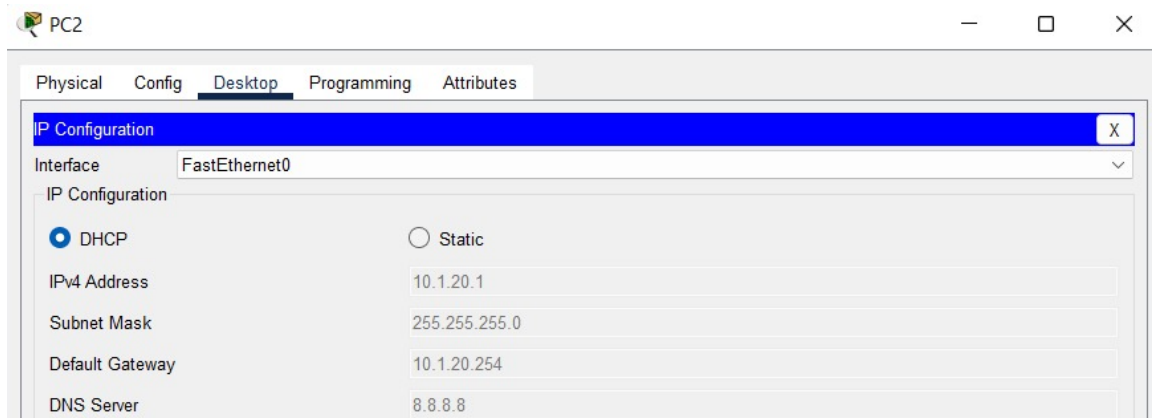 PC2
Physical Config Desktop Programming Attributes
IP Configuration X
Interface FastEthernet0
IP Configuration
DHCP Static
IPv4 Address 10.1.20.1
Subnet Mask 255.255.255.0
Default Gateway 10.1.20.254
DNS Server 8.8.8.8